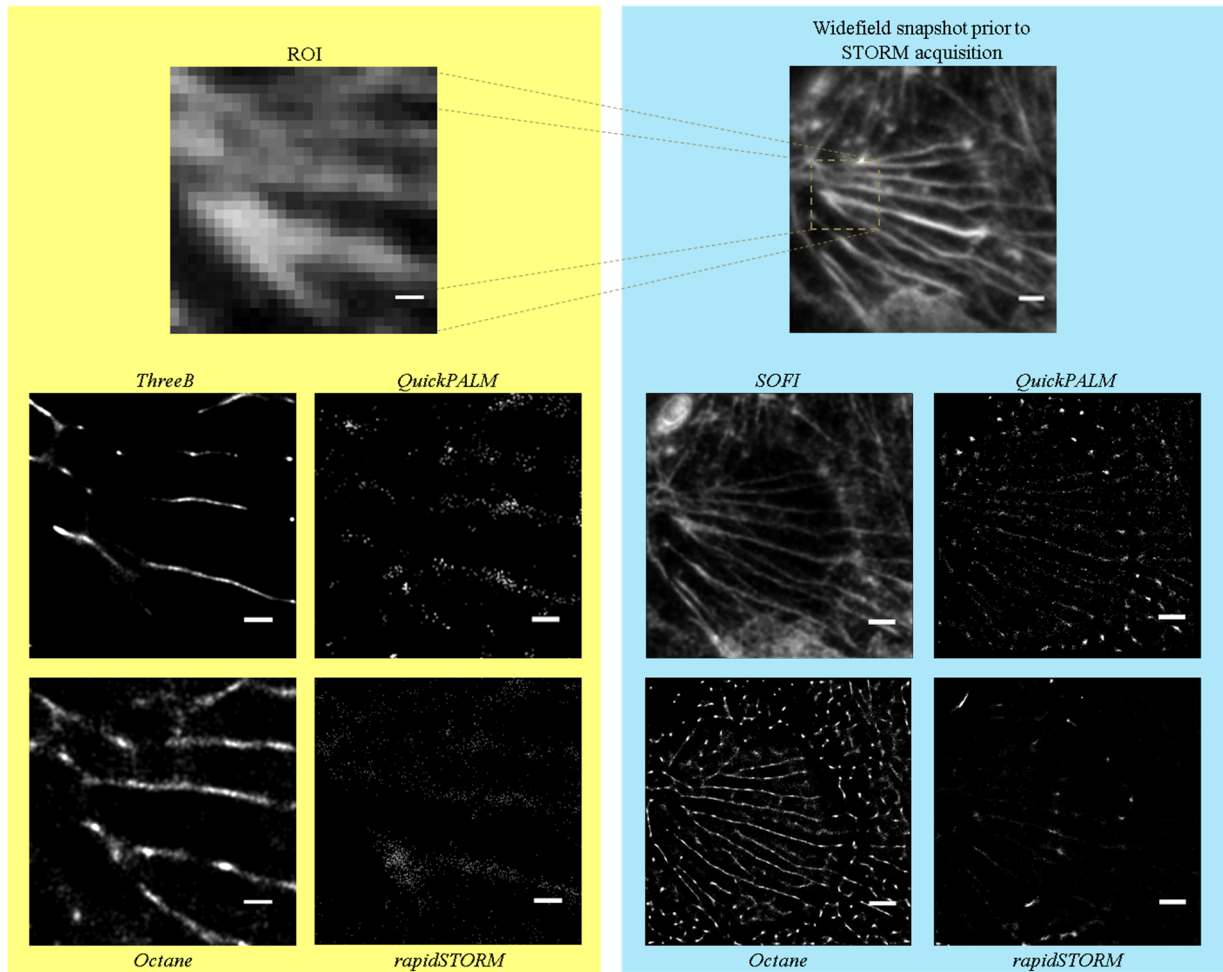 ROI
ThreeB
QuickPALM
Octane
rapidSTORM
Widefield snapshot prior to
STORM acquisition
SOFI
QuickPALM
Octane
rapidSTORM